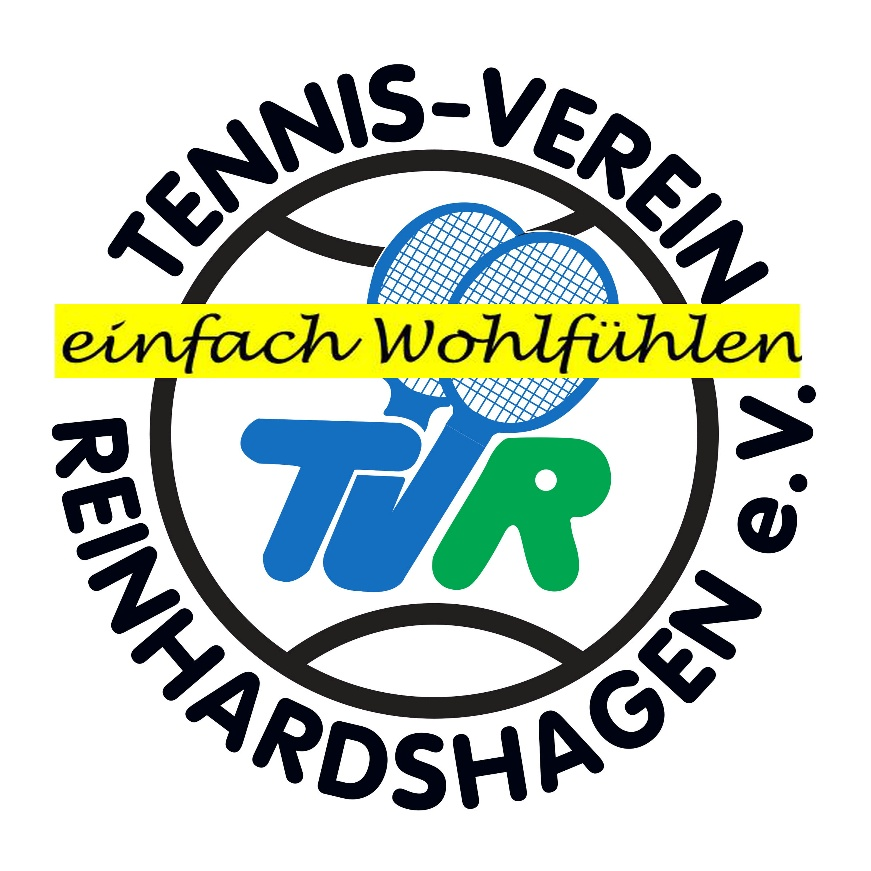 TENNIS-VEREIN
einfach Wohlfühlen
TVR
REINHARDSHAGEN e.V.